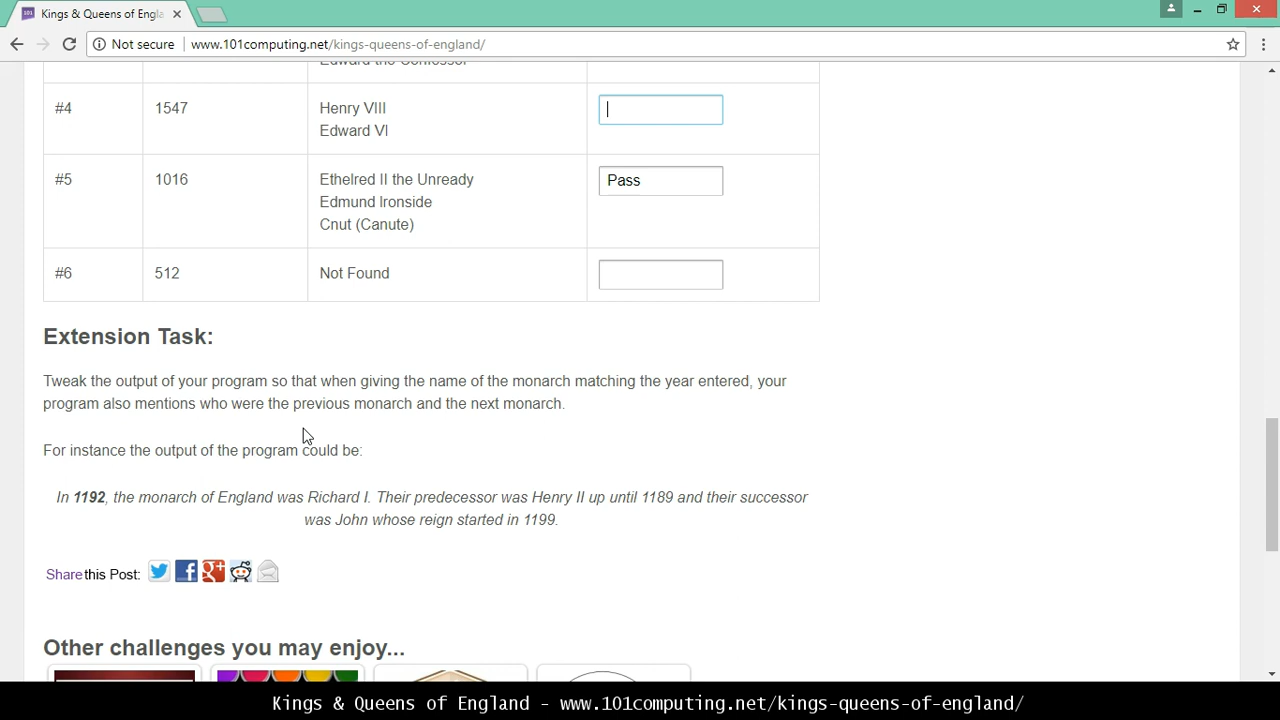 Kings & Queens of Engla
Not secure
www.101computing.net/kings-queens-of-england/
Edward the Confessor
#4
1547
Henry VIII
Edward VI
#5
1016
Ethelred II the Unready
Edmund Ironside
Cnut (Canute)
Pass
#6
512
Not Found
Extension Task:
Tweak the output of your program so that when giving the name of the monarch matching the year entered, your
program also mentions who were the previous monarch and the next monarch.
For instance the output of the program could be:
In 1192, the monarch of England was Richard I. Their predecessor was Henry II up until 1189 and their successor
was John whose reign started in 1199.
Share this Post:
Other challenges you may enjoy...
Kings & Queens of England - www.101computing.net/kings-queens-of-england/